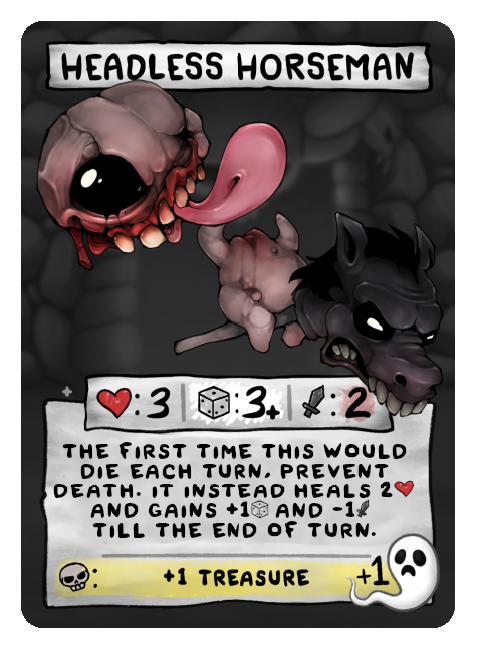 HEADLESS HORSEMAN
:3 :3+ :2
THE FIRST TIME THIS WOULD
DIE EACH TURN, PREVENT
DEATH. IT INSTEAD HEALS 2
AND GAINS +1 AND -1
TILL THE END OF TURN.
: +1 TREASURE +1